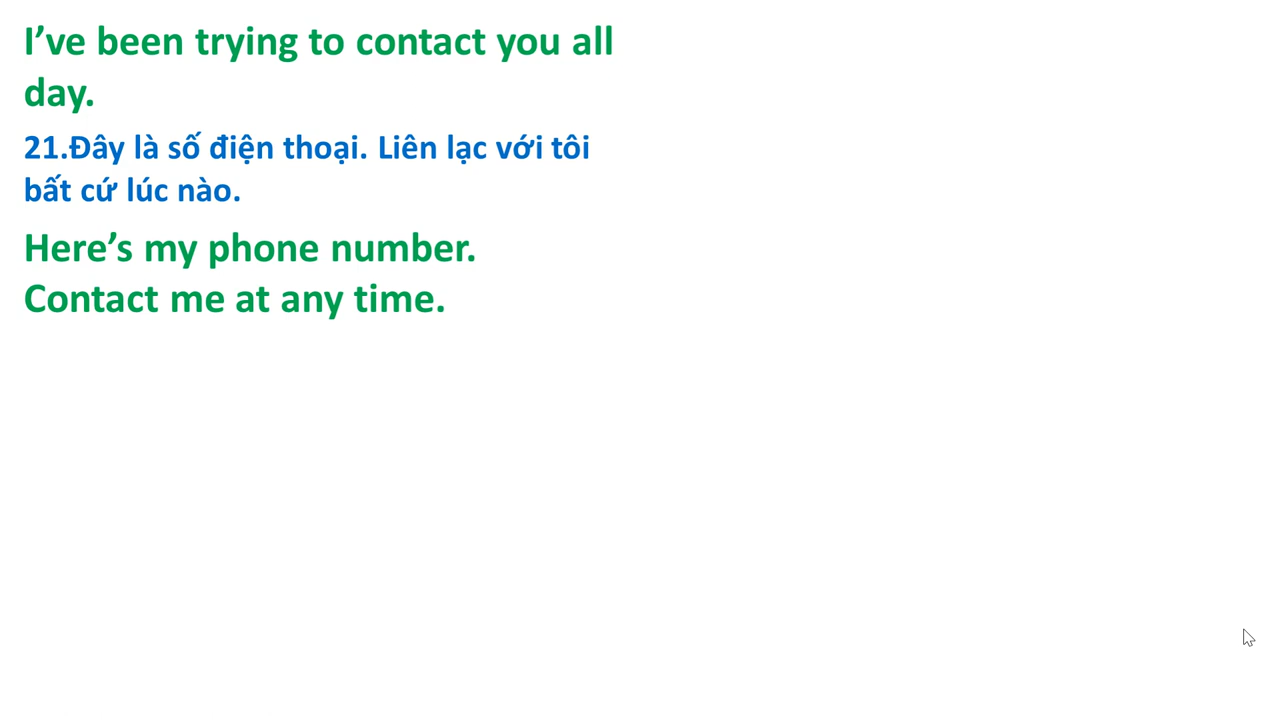 I’ve been trying to contact you all
day.
21.Đây là số điện thoại. Liên lạc với tôi
bất cứ lúc nào.
Here’s my phone number.
Contact me at any time.